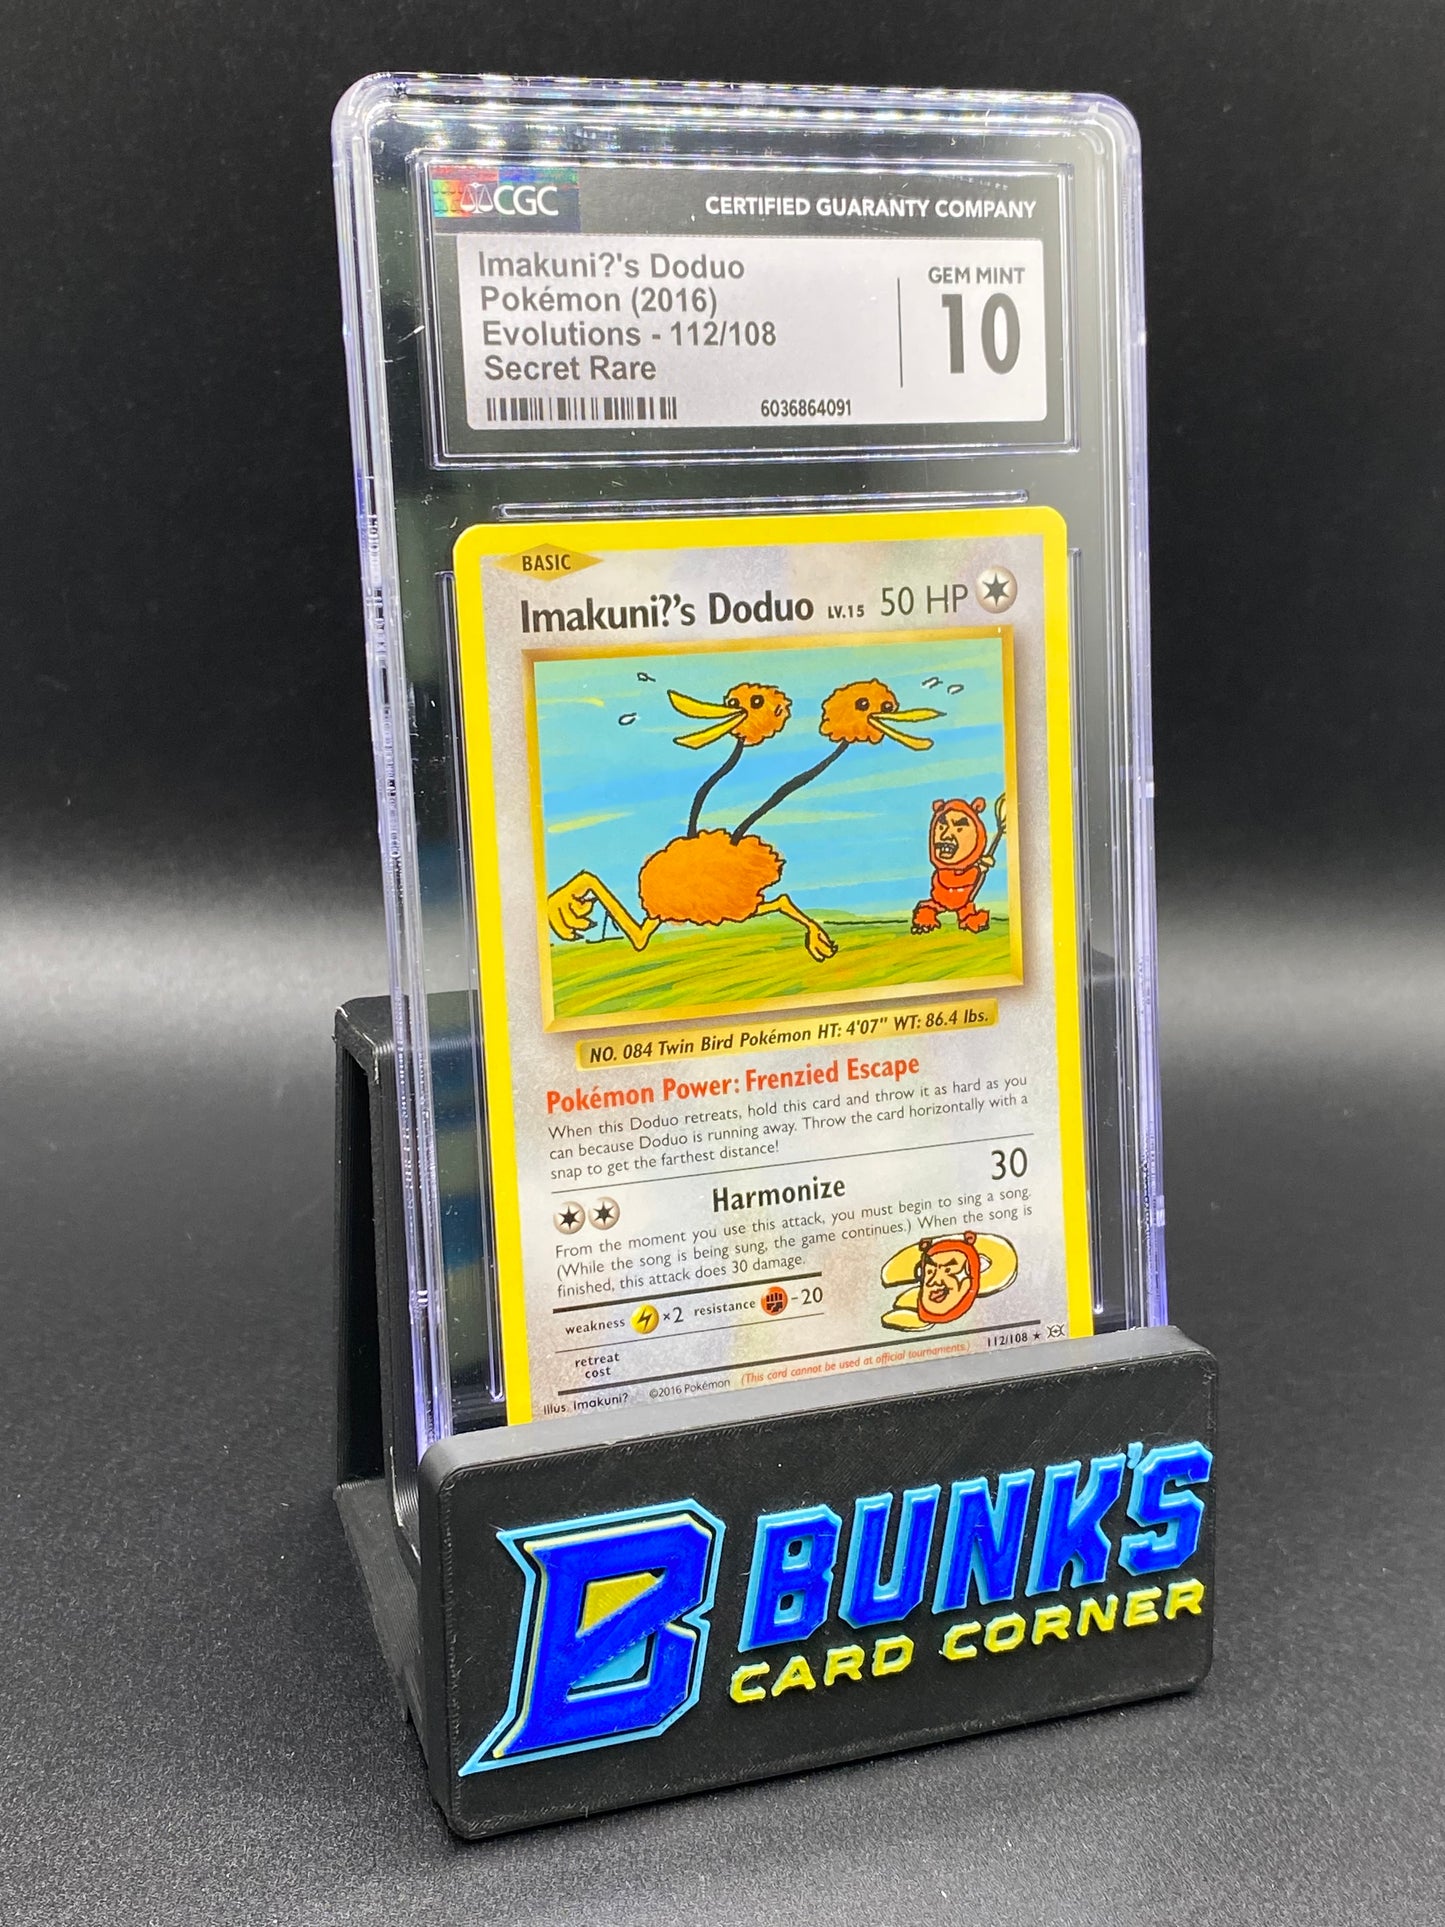 CGC
CERTIFIED GUARANTY COMPANY
Imakuni?'s Doduo
Pokémon (2016)
Evolutions - 112/108
Secret Rare
GEM MINT
10
6036864091
BASIC
Imakuni?'s Doduo LV.15 50 HP
NO. 084 Twin Bird Pokémon HT: 4'07" WT: 86.4 lbs.
Pokémon Power: Frenzied Escape
When this Doduo retreats, hold this card and throw it as hard as you
can because Doduo is running away. Throw the card horizontally with a
snap to get the farthest distance!
Harmonize 30
From the moment you use this attack, you must begin to sing a song.
(While the song is being sung, the game continues.) When the song is
finished, this attack does 30 damage.
weakness ×2 resistance -20
retreat
cost
112/108 ★
Illus. Imakuni? ©2016 Pokémon (This card cannot be used at official tournaments.)
B BUNK'S
CARD CORNER